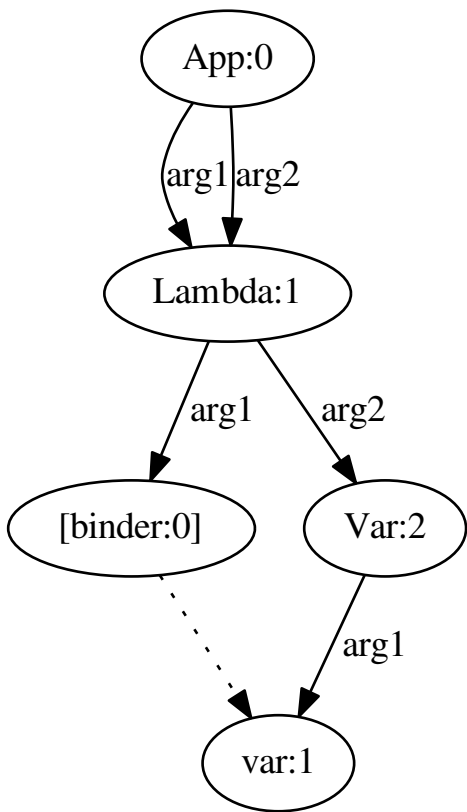 App:0
arg1 arg2
Lambda:1
arg1 arg2
[binder:0] Var:2
arg1
var:1